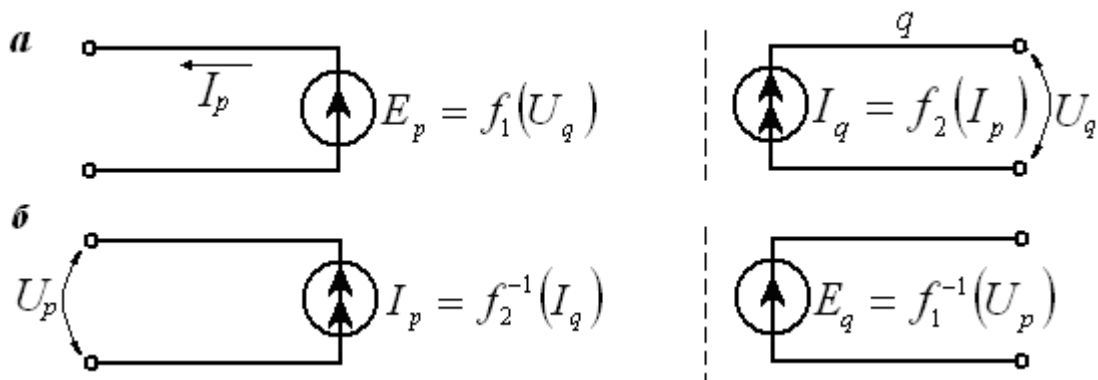 а
I_p
E_p = f_1(U_q)
q
I_q = f_2(I_p)
U_q
б
U_p
I_p = f_2^{-1}(I_q)
E_q = f_1^{-1}(U_p)